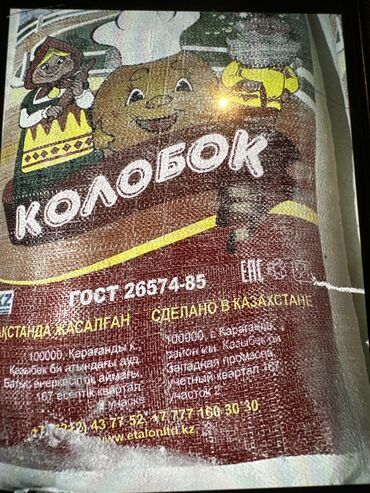 КОЛОБОК
KZ
ГОСТ 26574-85
EAC
АҚСТАНДА ЖАСАЛҒАН
СДЕЛАНО В КАЗАХСТАНЕ
100000, Қарағанды қ.,
Қазыбек би атындағы ауд.
Батыс өнеркәсіптік аймағы,
167 есептік квартал,
2 учаске
100000, г. Караганда,
район им. Казыбек би
Западная промзона,
учетный квартал 167
участок 2
43 77 52, +7 777 160 30 30
www.etalonltd.kz